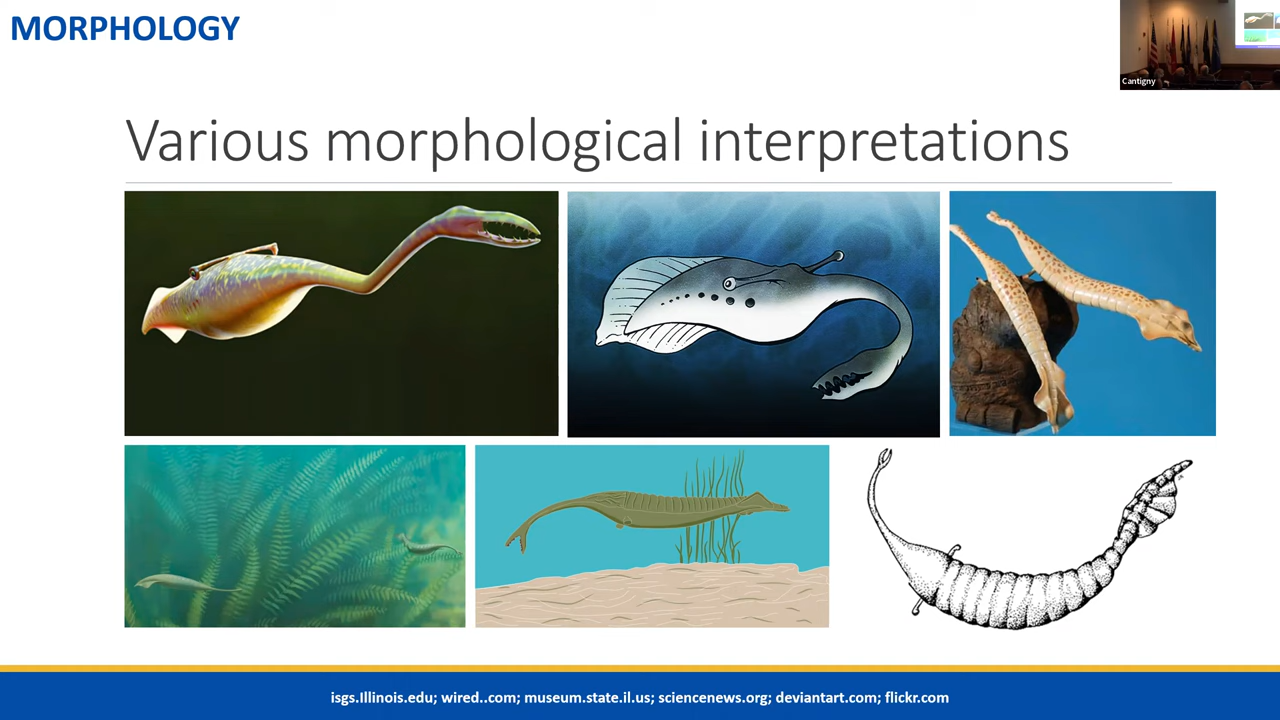 MORPHOLOGY
Cantigny
Various morphological interpretations
isgs.Illinois.edu; wired..com; museum.state.il.us; sciencenews.org; deviantart.com; flickr.com